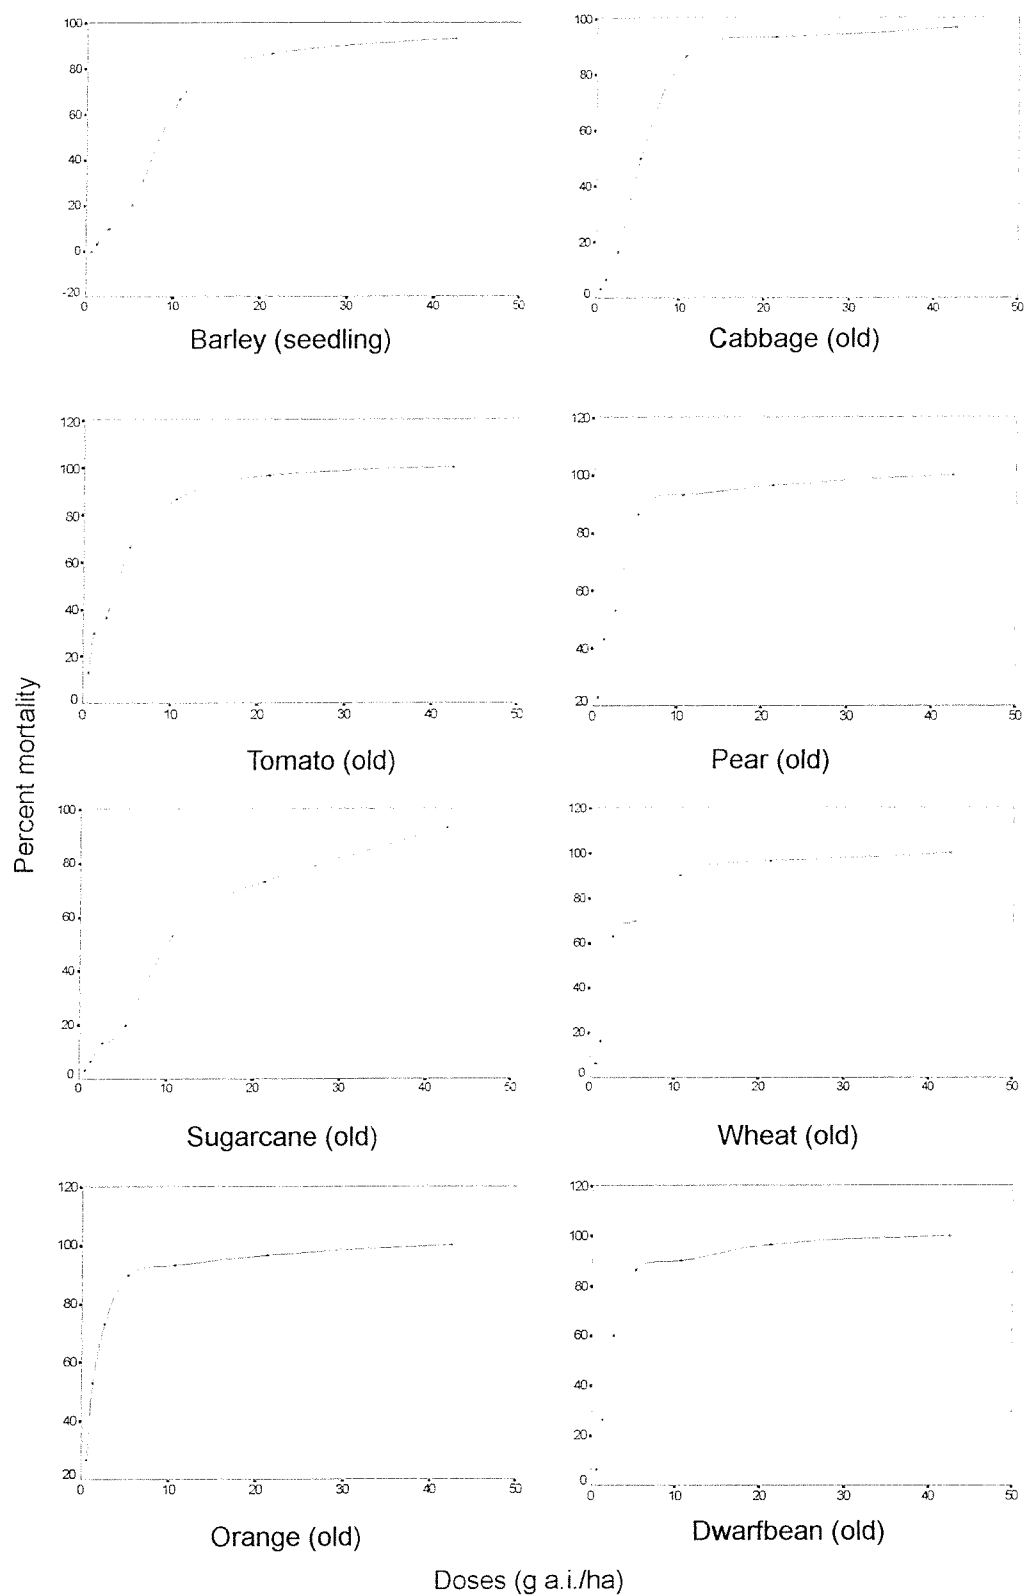 100
80
60
40
20
0
-20
0 10 20 30 40 50
Barley (seedling)
100
80
60
40
20
0
0 10 20 30 40 50
Cabbage (old)
Percent mortality
120
100
80
60
40
20
0
0 10 20 30 40 50
Tomato (old)
120
100
80
60
40
20
0 10 20 30 40 50
Pear (old)
100
80
60
40
20
0
0 10 20 30 40 50
Sugarcane (old)
120
100
80
60
40
20
0
0 10 20 30 40 50
Wheat (old)
120
100
80
60
40
20
0 10 20 30 40 50
Orange (old)
120
100
80
60
40
20
0
0 10 20 30 40 50
Dwarfbean (old)
Doses (g a.i./ha)